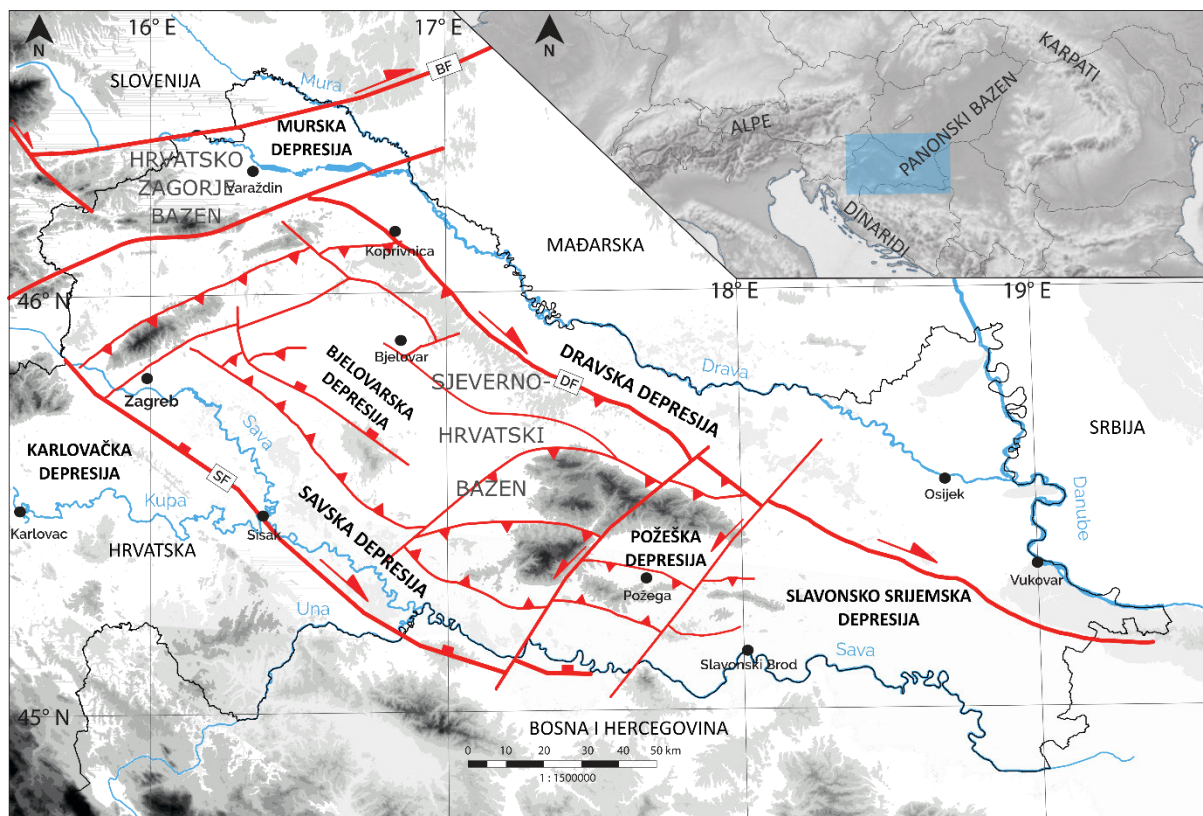 16° E
17° E
N
N
SLOVENIJA
Mura
BF
KARPATI
ALPE
PANONSKI BAZEN
DINARIDI
MURSKA
DEPRESIJA
HRVATSKO
ZAGORJE
BAZEN
Varaždin
Koprivnica
MAĐARSKA
46° N
18° E
19° E
Bjelovar
BJELOVARSKA
DEPRESIJA
SJEVERNO-
HRVATSKI
BAZEN
DF
DRAVSKA DEPRESIJA
Drava
Zagreb
Sava
SRBIJA
KARLOVAČKA
DEPRESIJA
SF
Kupa
Karlovac
HRVATSKA
Sisak
SAVSKA DEPRESIJA
Osijek
Danube
POŽEŠKA
DEPRESIJA
Požega
Vukovar
Una
SLAVONSKO SRIJEMSKA
DEPRESIJA
Slavonski Brod
Sava
45° N
BOSNA I HERCEGOVINA
0 10 20 30 40 50 km
1 : 1500000